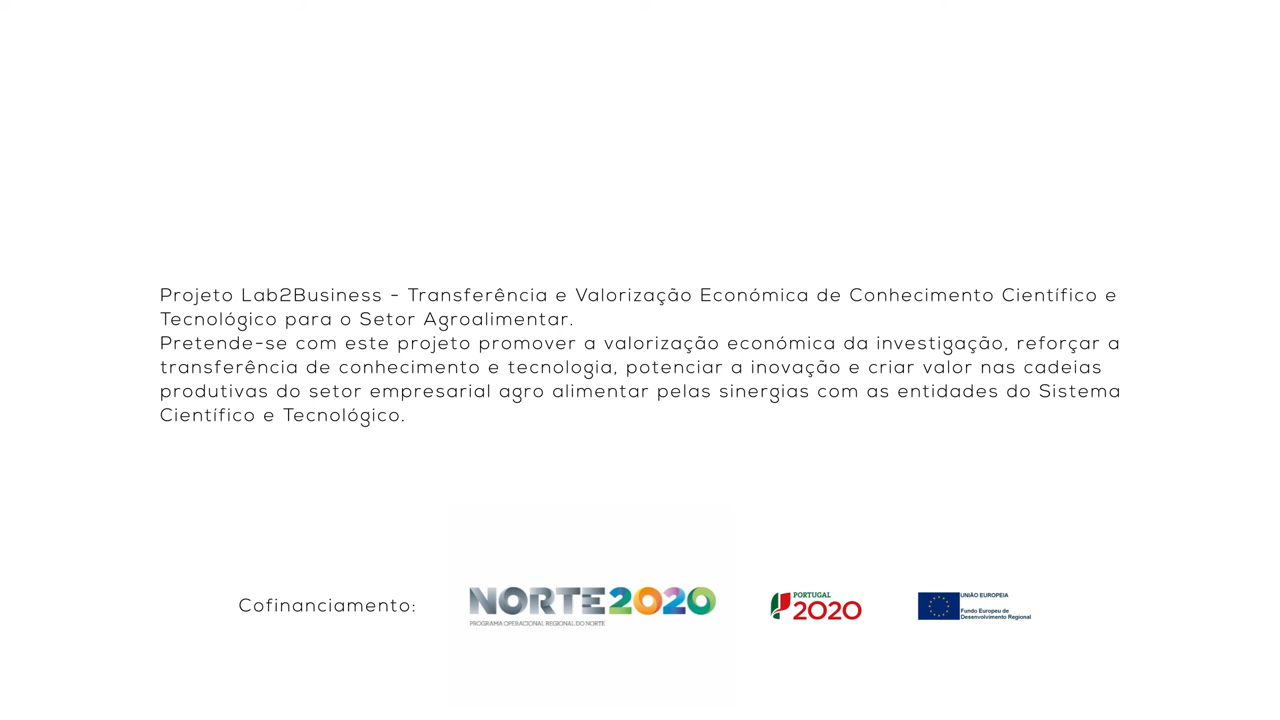 Projeto Lab2Business - Transferência e Valorização Económica de Conhecimento Científico e
Tecnológico para o Setor Agroalimentar.
Pretende-se com este projeto promover a valorização económica da investigação, reforçar a
transferência de conhecimento e tecnologia, potenciar a inovação e criar valor nas cadeias
produtivas do setor empresarial agro alimentar pelas sinergias com as entidades do Sistema
Científico e Tecnológico.
Cofinanciamento:
NORTE2020
PROGRAMA OPERACIONAL REGIONAL DO NORTE
PORTUGAL
2020
UNIÃO EUROPEIA
Fundo Europeu de
Desenvolvimento Regional